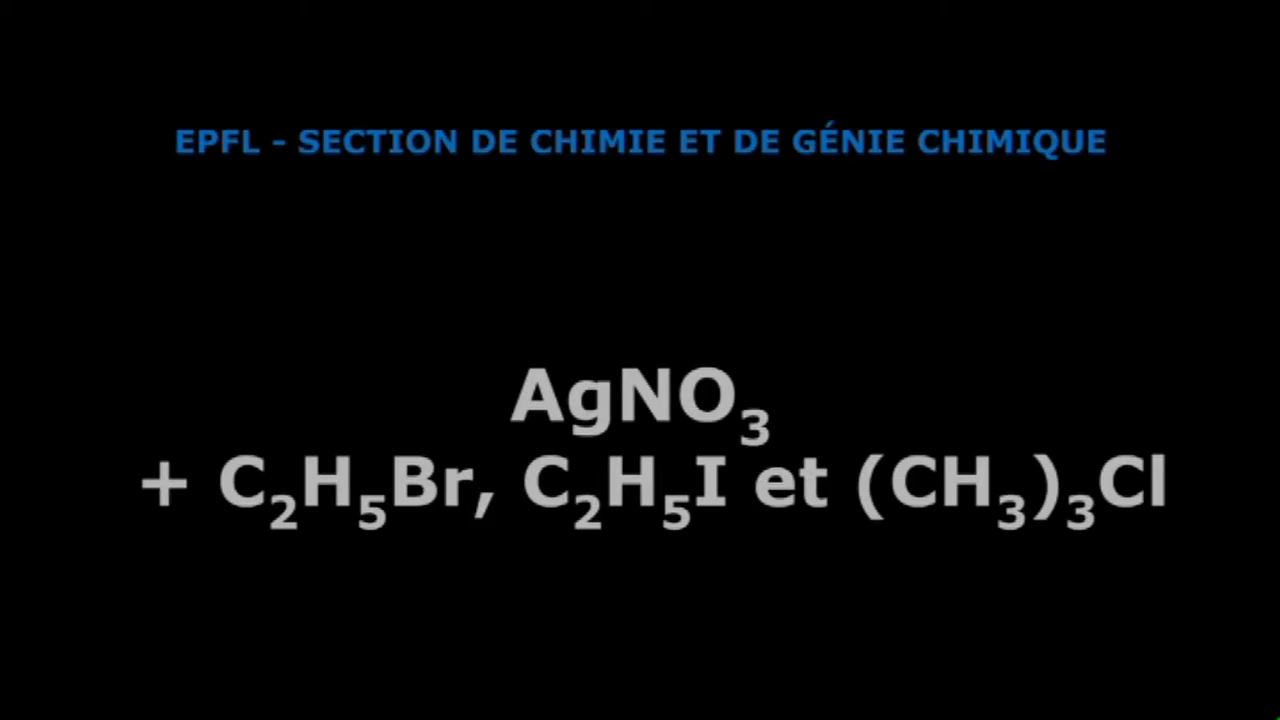 EPFL - SECTION DE CHIMIE ET DE GÉNIE CHIMIQUE
AgNO₃
+ C₂H₅Br, C₂H₅I et (CH₃)₃Cl